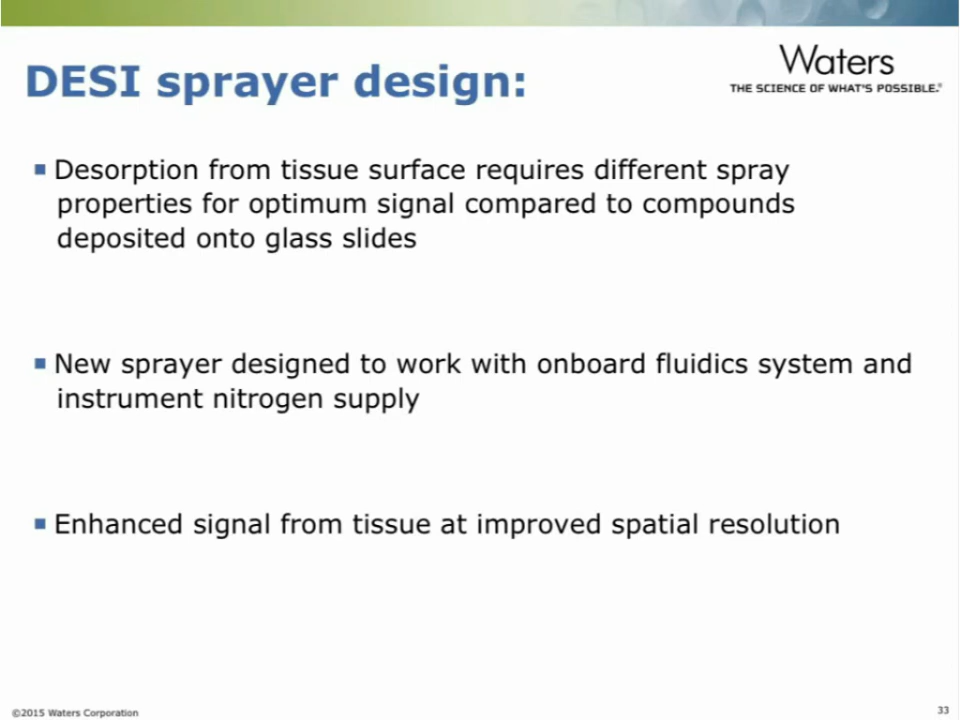 DESI sprayer design:
Waters
THE SCIENCE OF WHAT'S POSSIBLE.®
▪ Desorption from tissue surface requires different spray
properties for optimum signal compared to compounds
deposited onto glass slides
▪ New sprayer designed to work with onboard fluidics system and
instrument nitrogen supply
▪ Enhanced signal from tissue at improved spatial resolution
©2015 Waters Corporation
33